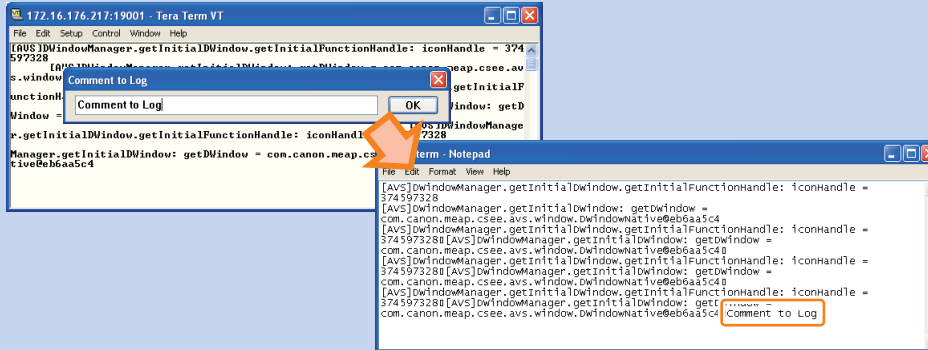 172.16.176.217:19001 - Tera Term VT
File Edit Setup Control Window Help
[AVS]DWindowManager.getInitialDWindow.getInitialFunctionHandle: iconHandle = 374
597328
s.window
Comment to Log
Comment to Log
OK
.getInitialF
unctionH
Window: getD
Window =
r.getInitialDWindow.getInitialFunctionHandle: iconHandl
7328
Manager.getInitialDWindow: getDWindow = com.canon.meap.cs
tive@eb6aa5c4
term - Notepad
File Edit Format View Help
[AVS]DWindowManager.getInitialDWindow.getInitialFunctionHandle: iconHandle =
374597328
[AVS]DWindowManager.getInitialDWindow: getDWindow =
com.canon.meap.csee.avs.window.DWindowNative@eb6aa5c4
[AVS]DWindowManager.getInitialDWindow.getInitialFunctionHandle: iconHandle =
374597328▯[AVS]DWindowManager.getInitialDWindow: getDWindow =
com.canon.meap.csee.avs.window.DWindowNative@eb6aa5c4▯
[AVS]DWindowManager.getInitialDWindow.getInitialFunctionHandle: iconHandle =
374597328▯[AVS]DWindowManager.getInitialDWindow: getDWindow =
com.canon.meap.csee.avs.window.DWindowNative@eb6aa5c4▯
[AVS]DWindowManager.getInitialDWindow.getInitialFunctionHandle: iconHandle =
374597328▯[AVS]DWindowManager.getInitialDWindow: getDWindow =
com.canon.meap.csee.avs.window.DWindowNative@eb6aa5c4 Comment to Log